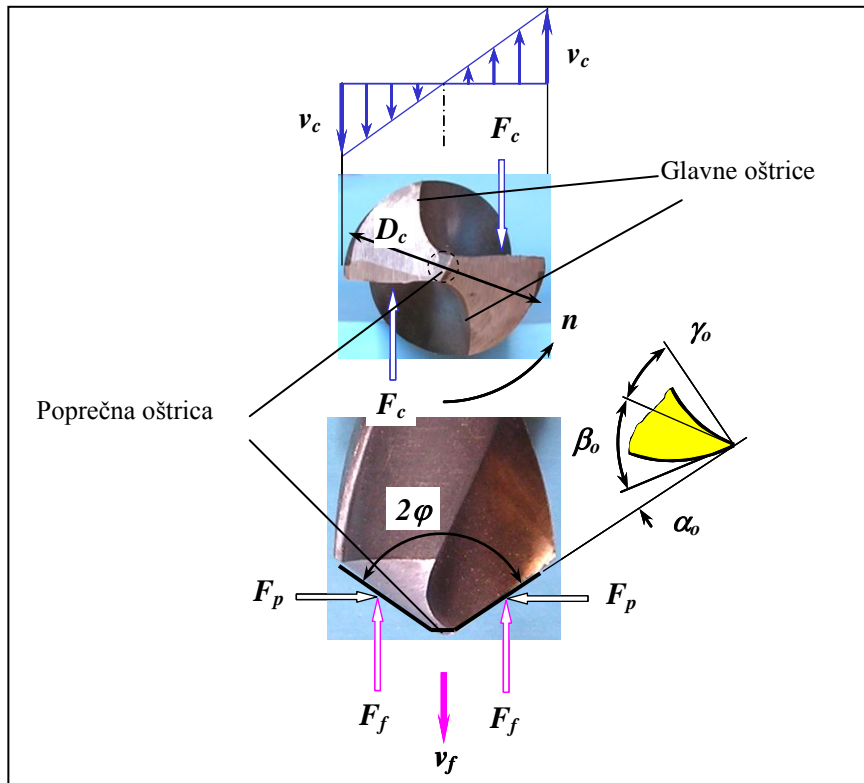 v_c
v_c
F_c
Glavne oštrice
D_c
n
γ_o
Poprečna oštrica
F_c
β_o
2φ
α_o
F_p
F_p
F_f
F_f
v_f